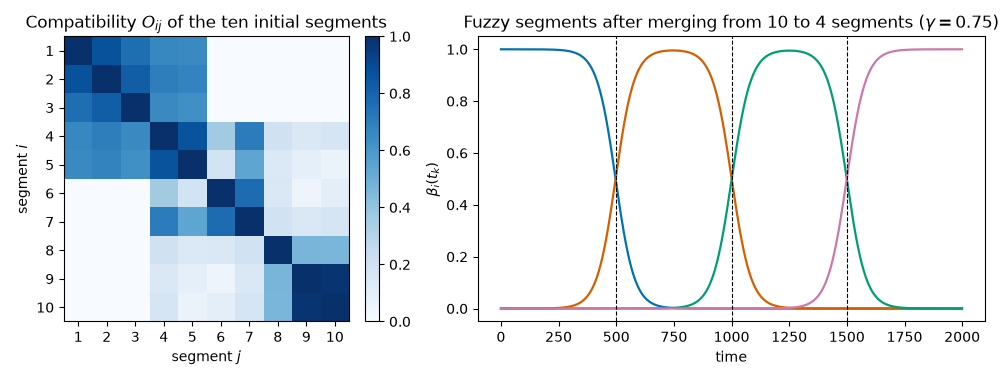 Compatibility $O_{ij}$ of the ten initial segments
segment i
1
2
3
4
5
6
7
8
9
10
1 2 3 4 5 6 7 8 9 10
segment j
1.0
0.8
0.6
0.4
0.2
0.0
Fuzzy segments after merging from 10 to 4 segments (γ = 0.75)
β_i(t_k)
1.0
0.8
0.6
0.4
0.2
0.0
0 250 500 750 1000 1250 1500 1750 2000
time